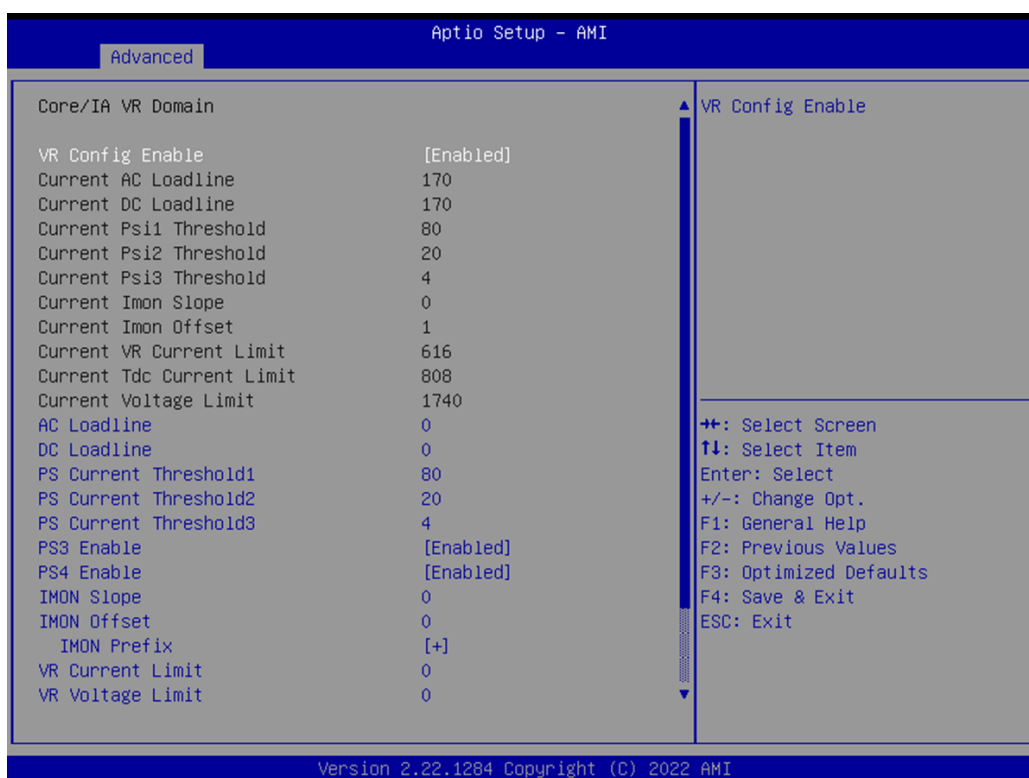 Aptio Setup – AMI
Advanced
Core/IA VR Domain
VR Config Enable [Enabled]
Current AC Loadline 170
Current DC Loadline 170
Current Psi1 Threshold 80
Current Psi2 Threshold 20
Current Psi3 Threshold 4
Current Imon Slope 0
Current Imon Offset 1
Current VR Current Limit 616
Current Tdc Current Limit 808
Current Voltage Limit 1740
AC Loadline 0
DC Loadline 0
PS Current Threshold1 80
PS Current Threshold2 20
PS Current Threshold3 4
PS3 Enable [Enabled]
PS4 Enable [Enabled]
IMON Slope 0
IMON Offset 0
IMON Prefix [+]
VR Current Limit 0
VR Voltage Limit 0
VR Config Enable
→←: Select Screen
↑↓: Select Item
Enter: Select
+/-: Change Opt.
F1: General Help
F2: Previous Values
F3: Optimized Defaults
F4: Save & Exit
ESC: Exit
Version 2.22.1284 Copyright (C) 2022 AMI